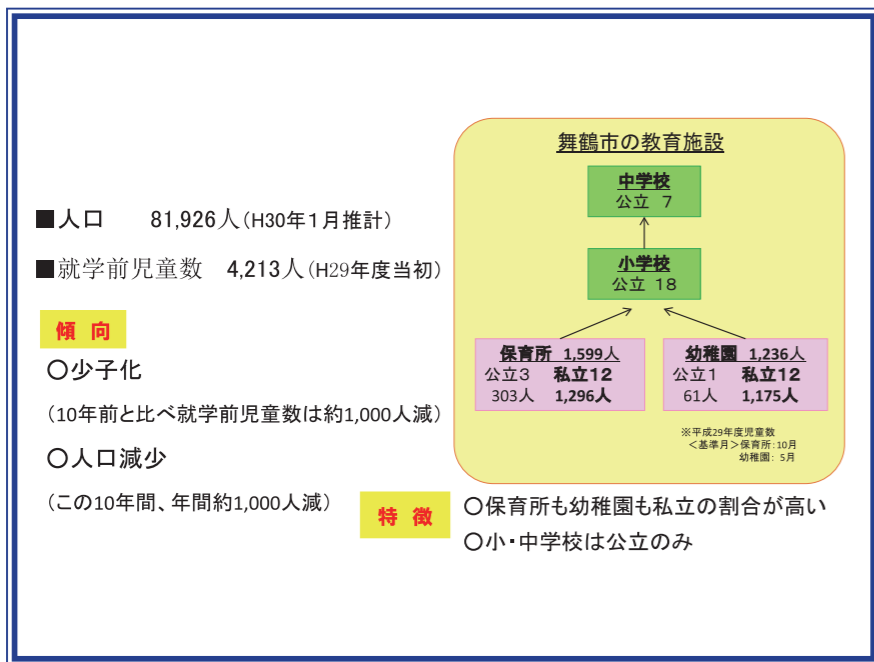 ■人口　81,926人(H30年1月推計)
■就学前児童数　4,213人(H29年度当初)
傾 向
〇少子化
(10年前と比べ就学前児童数は約1,000人減)
〇人口減少
(この10年間、年間約1,000人減)
舞鶴市の教育施設
中学校
公立 7
小学校
公立 18
保育所 1,599人
公立3 私立12
303人 1,296人
幼稚園 1,236人
公立1 私立12
61人 1,175人
※平成29年度児童数
＜基準月＞保育所：10月
幼稚園： 5月
特 徴
〇保育所も幼稚園も私立の割合が高い
〇小・中学校は公立のみ